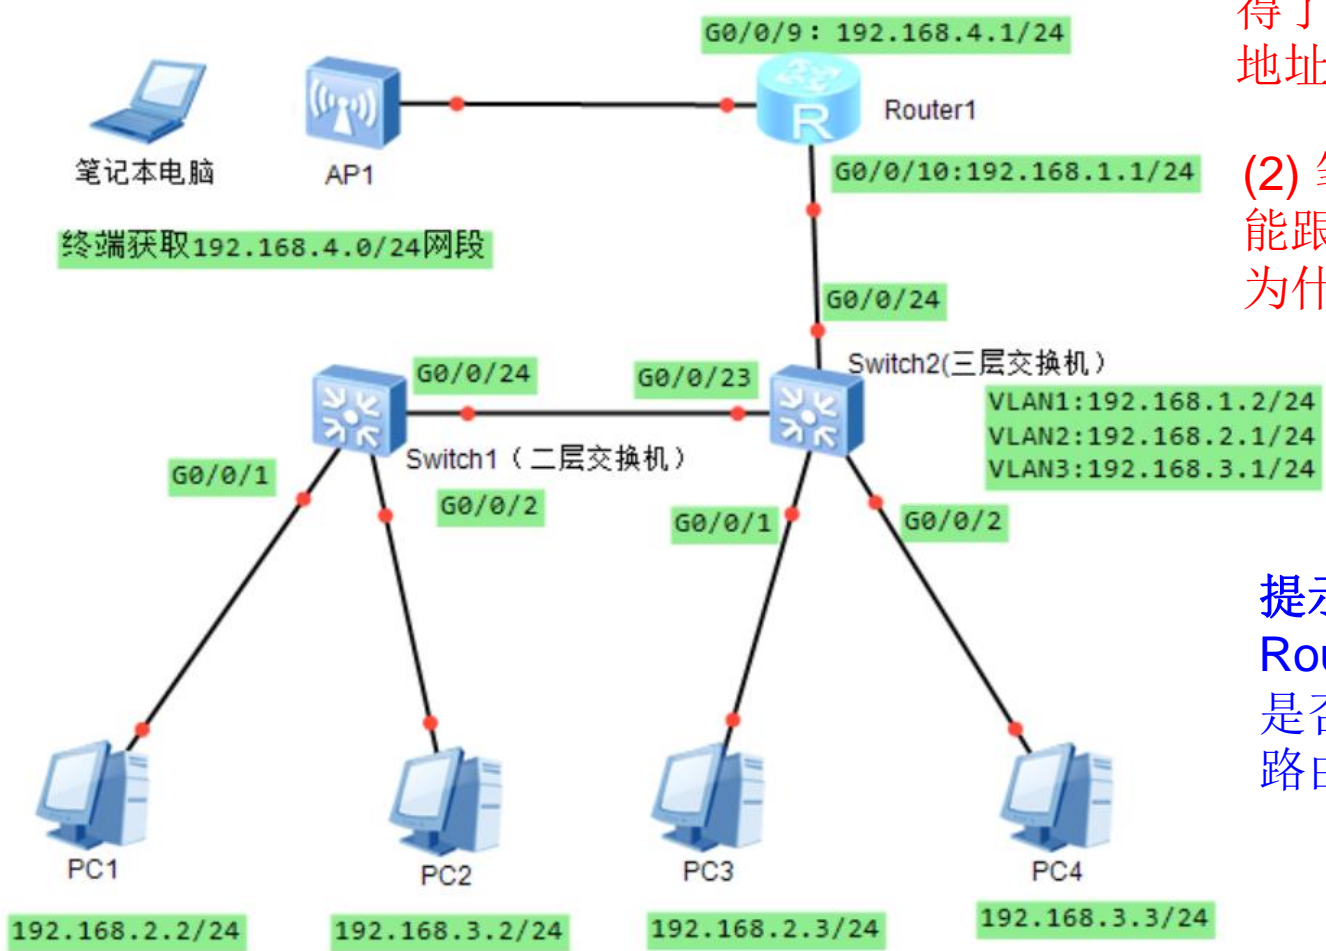 G0/0/9：192.168.4.1/24
得了
地址
Router1
笔记本电脑
AP1
G0/0/10:192.168.1.1/24
(2)
能跟
为什
终端获取192.168.4.0/24网段
G0/0/24
Switch2(三层交换机）
G0/0/24
G0/0/23
VLAN1:192.168.1.2/24
VLAN2:192.168.2.1/24
VLAN3:192.168.3.1/24
Switch1（二层交换机）
G0/0/1
G0/0/2
G0/0/1
G0/0/2
提示
Rou
是否
路由
PC1
PC2
PC3
PC4
192.168.2.2/24
192.168.3.2/24
192.168.2.3/24
192.168.3.3/24